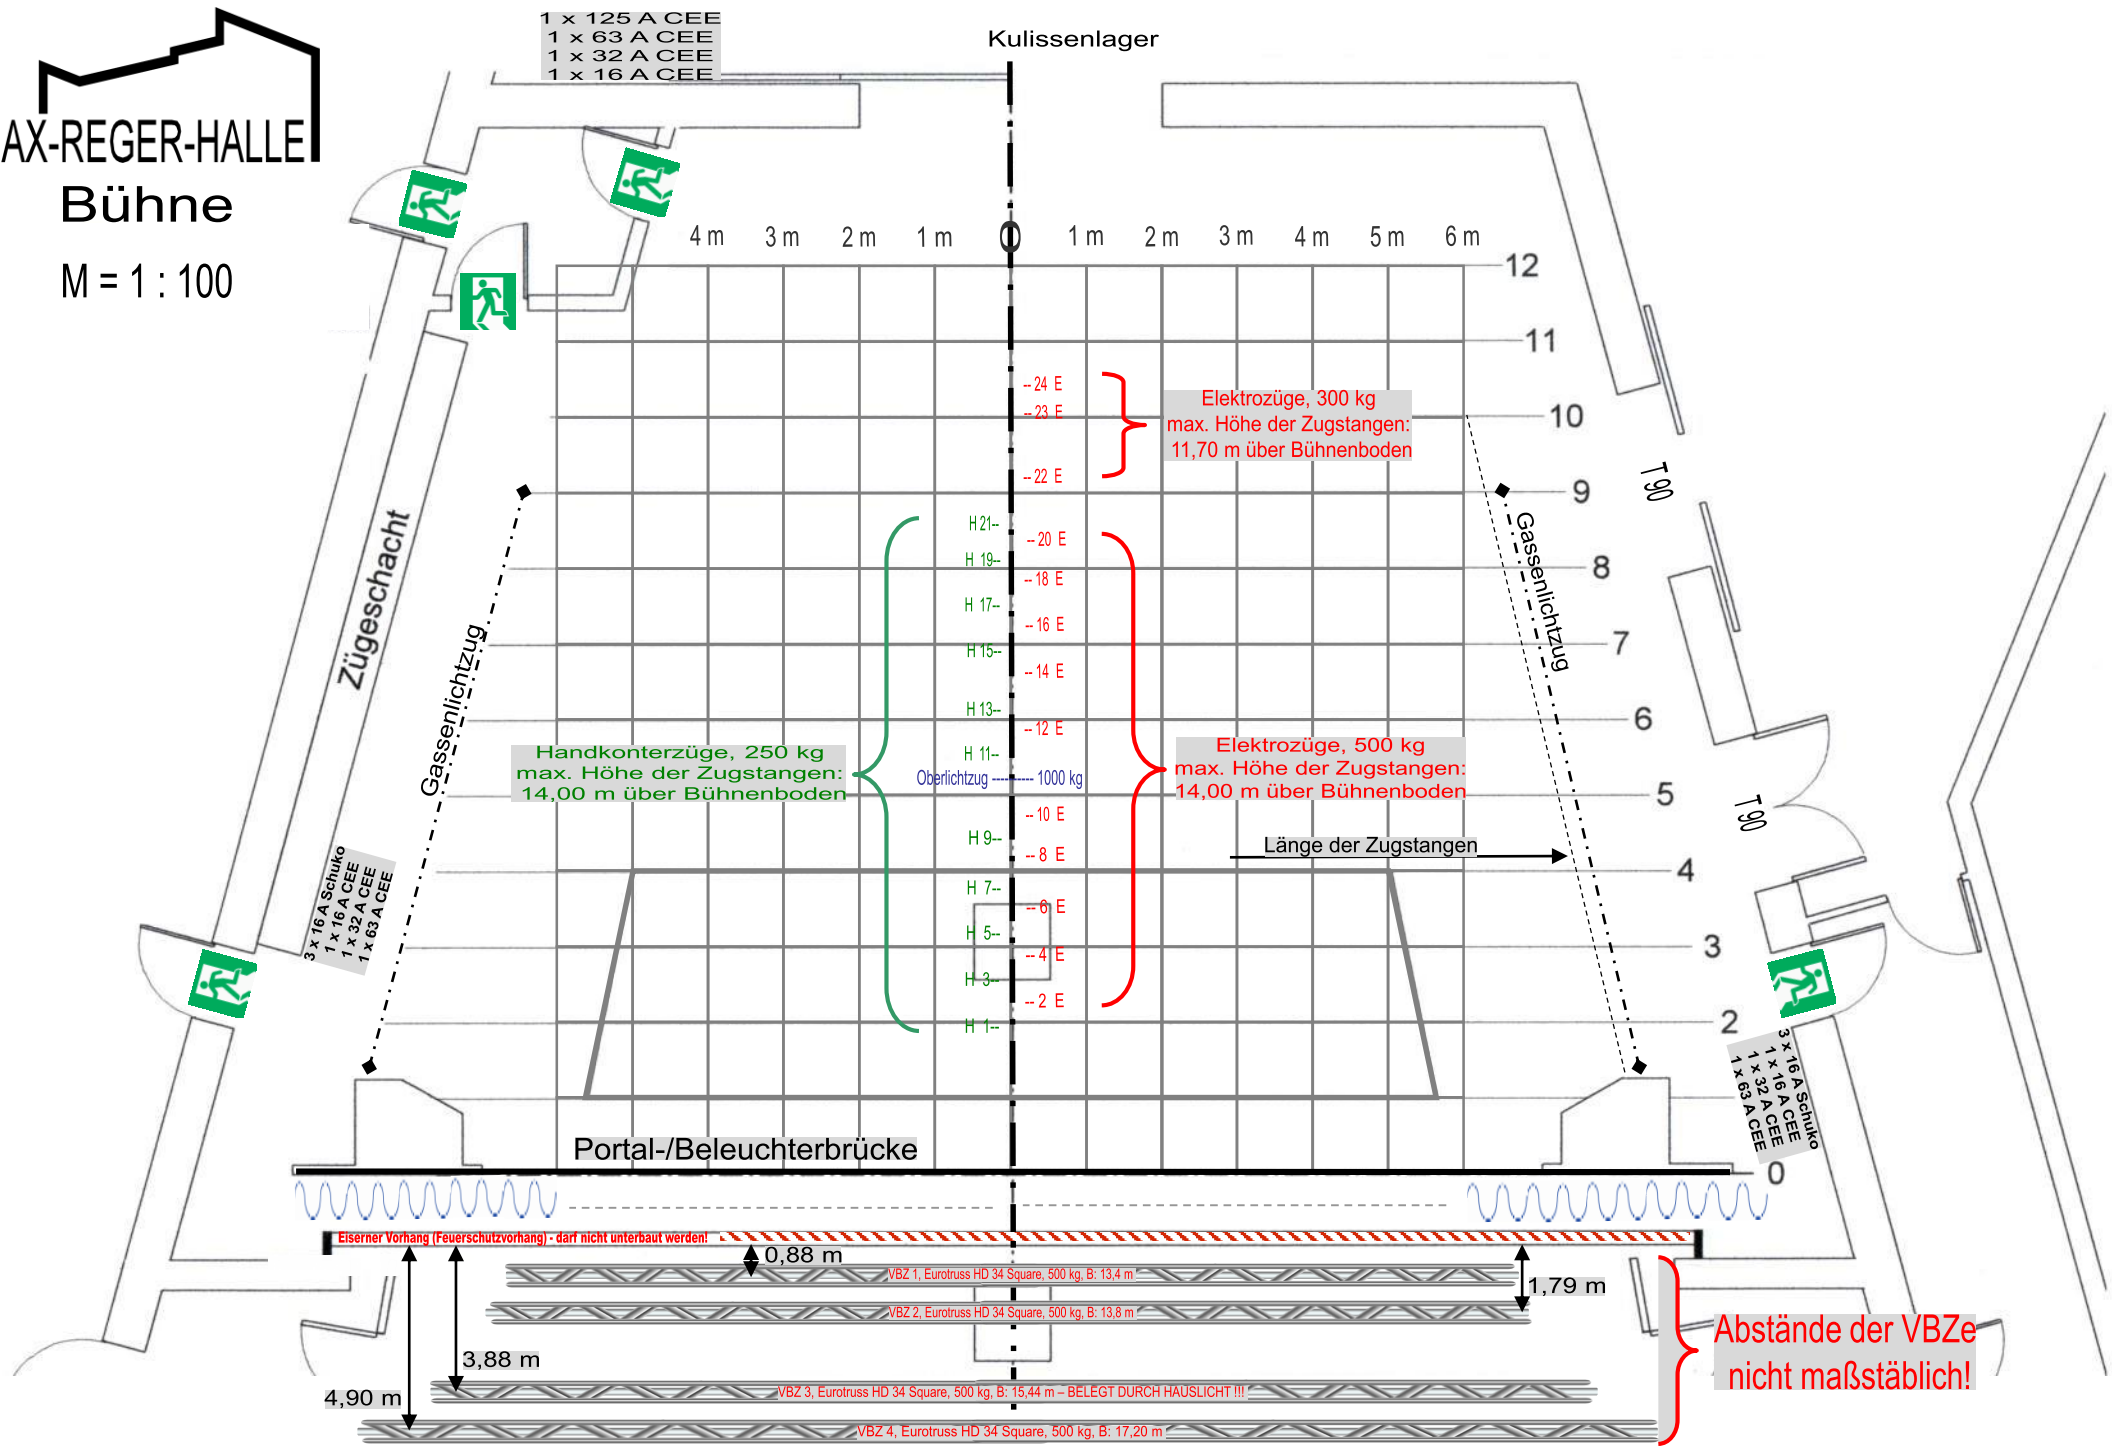 1 x 125 A CEE
1 x 63 A CEE
1 x 32 A CEE
1 x 16 A CEE
Kulissenlager
AX-REGER-HALLE
Bühne
M = 1 : 100
4 m 3 m 2 m 1 m 0 1 m 2 m 3 m 4 m 5 m 6 m
12
11
10
9
8
7
6
5
4
3
2
0
-- 24 E
-- 23 E
-- 22 E
Elektrozüge, 300 kg
max. Höhe der Zugstangen:
11,70 m über Bühnenboden
H 21--
-- 20 E
H 19--
-- 18 E
H 17--
-- 16 E
H 15--
-- 14 E
H 13--
-- 12 E
H 11--
Oberlichtzug ---------- 1000 kg
-- 10 E
H 9--
-- 8 E
H 7--
-- 6 E
H 5--
-- 4 E
H 3--
-- 2 E
H 1--
Handkonterzüge, 250 kg
max. Höhe der Zugstangen:
14,00 m über Bühnenboden
Elektrozüge, 500 kg
max. Höhe der Zugstangen:
14,00 m über Bühnenboden
Länge der Zugstangen
Zügeschacht
Gassenlichtzug
Gassenlichtzug
T 90
T 90
3 x 16 A Schuko
1 x 16 A CEE
1 x 32 A CEE
1 x 63 A CEE
3 x 16 A Schuko
1 x 16 A CEE
1 x 32 A CEE
1 x 63 A CEE
Portal-/Beleuchterbrücke
Eiserner Vorhang (Feuerschutzvorhang) - darf nicht unterbaut werden!
0,88 m
VBZ 1, Eurotruss HD 34 Square, 500 kg, B: 13,4 m
1,79 m
VBZ 2, Eurotruss HD 34 Square, 500 kg, B: 13,8 m
3,88 m
VBZ 3, Eurotruss HD 34 Square, 500 kg, B: 15,44 m – BELEGT DURCH HAUSLICHT !!!
4,90 m
VBZ 4, Eurotruss HD 34 Square, 500 kg, B: 17,20 m
Abstände der VBZe
nicht maßstäblich!